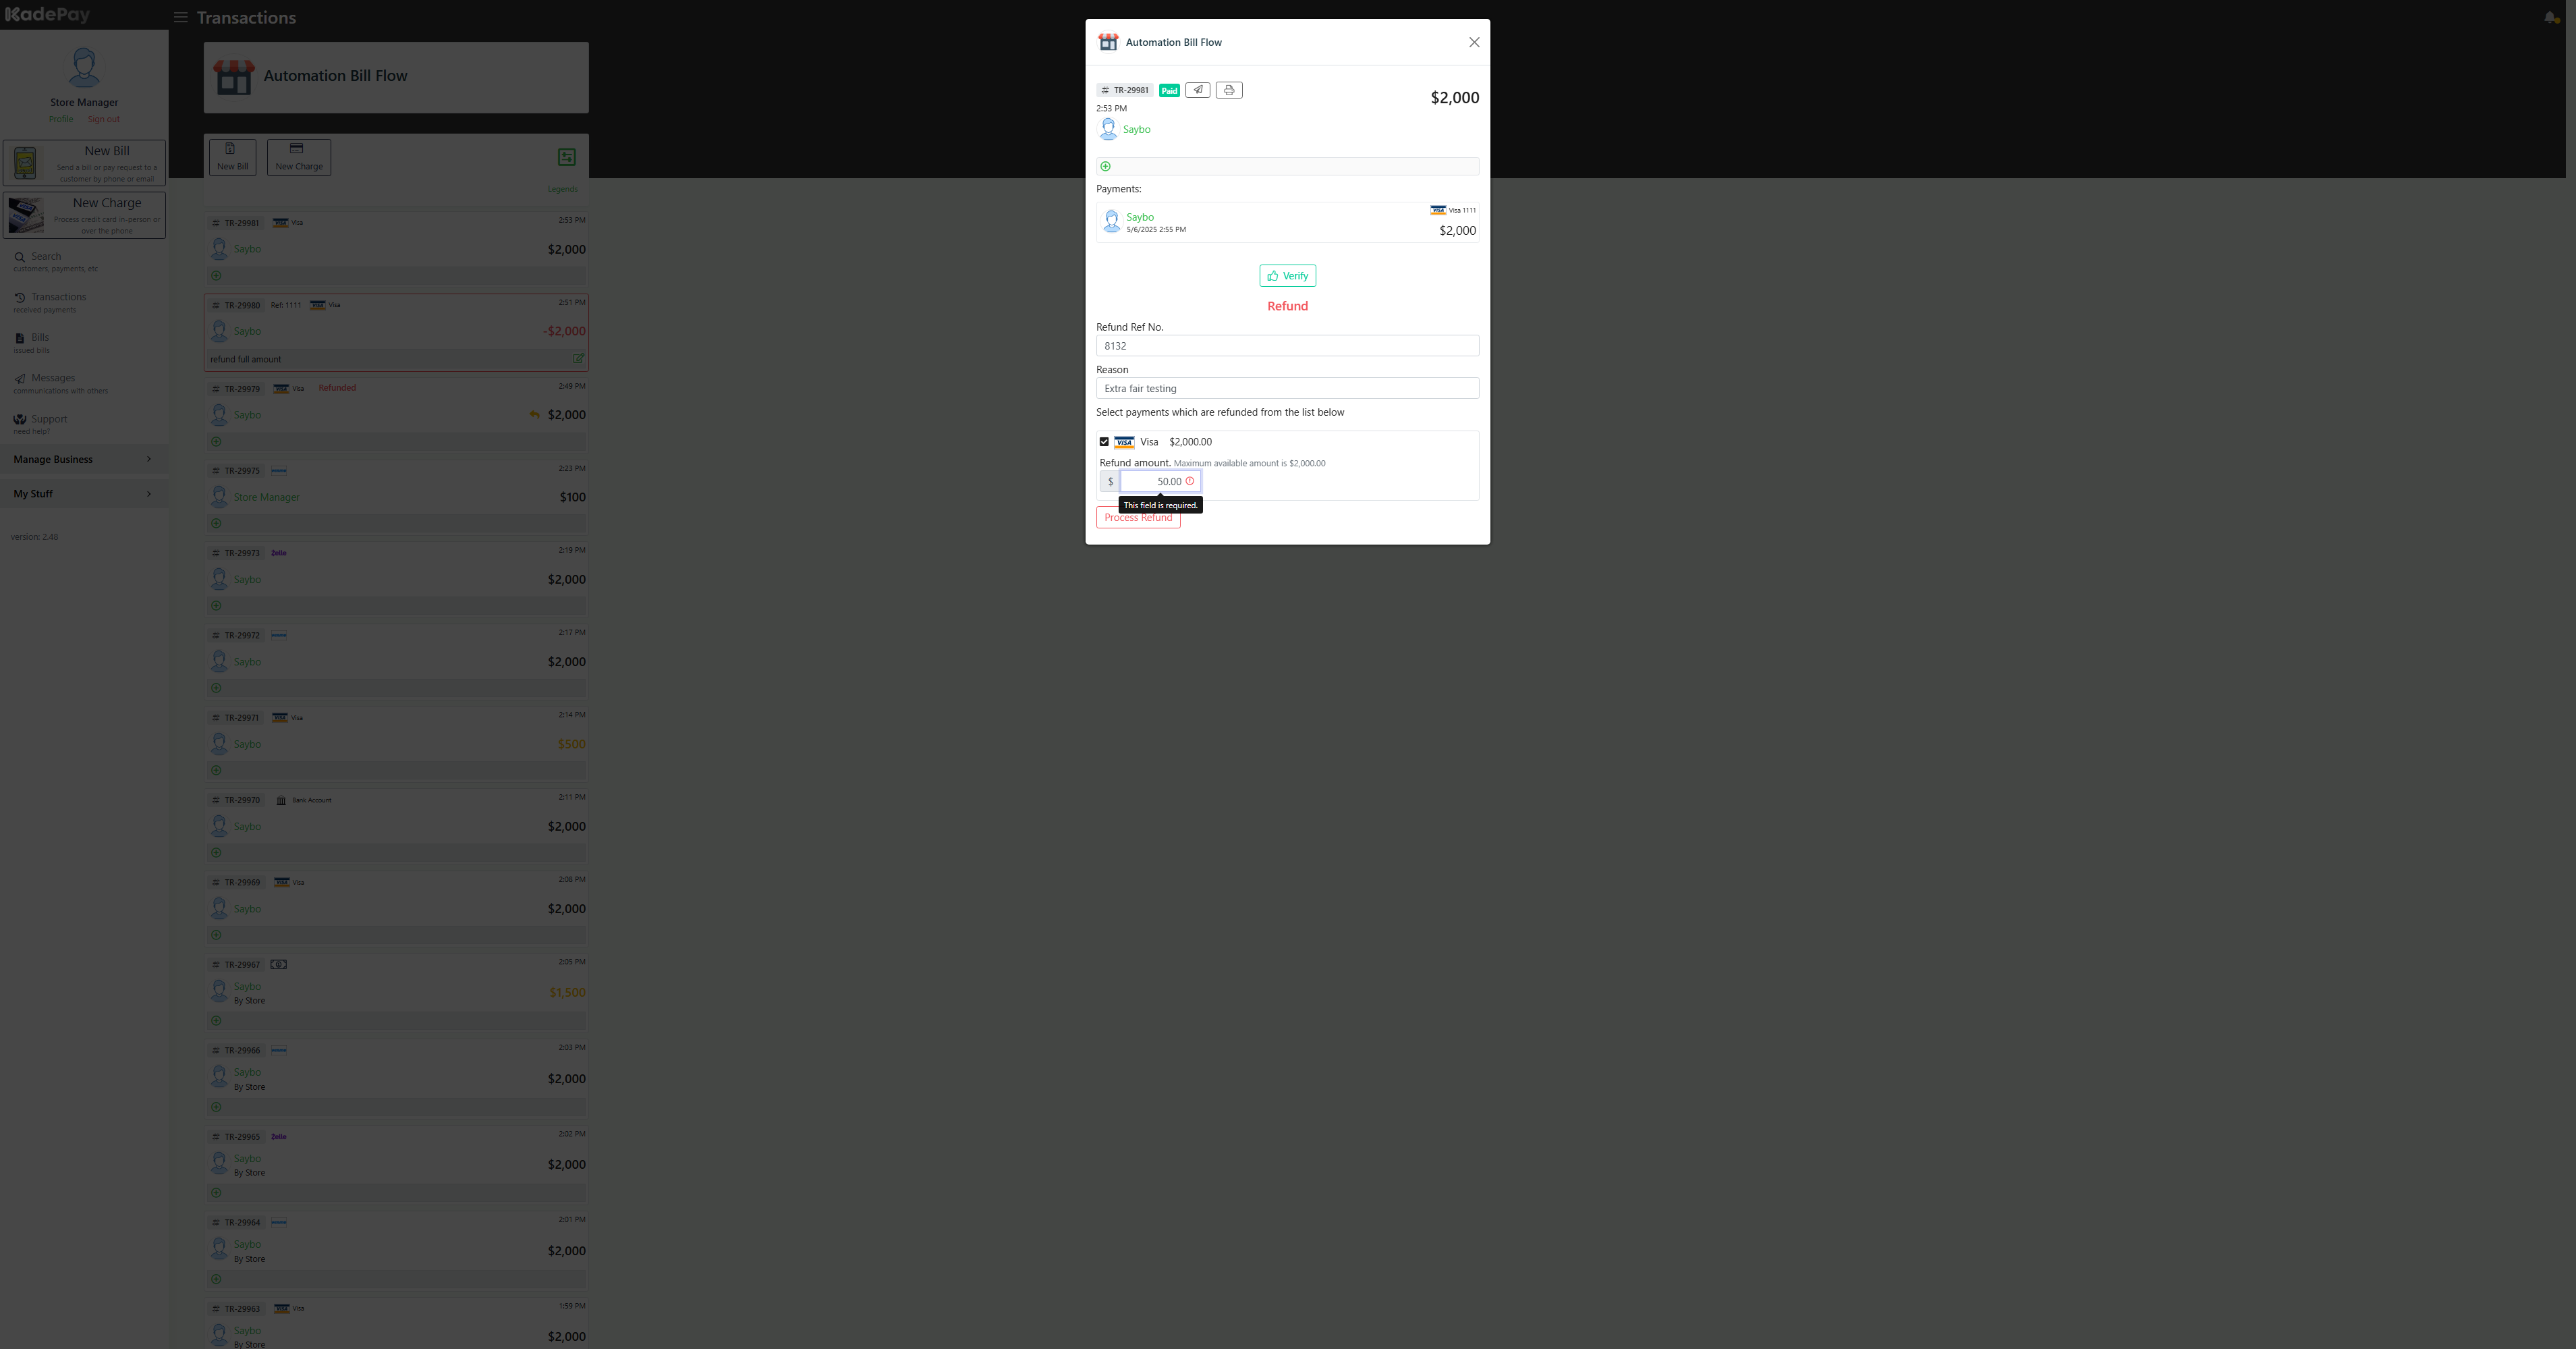 KadePay
Transactions
Store Manager
Profile Sign out
New Bill
Send a bill or pay request to a
customer by phone or email
New Charge
Process credit card in-person or
over the phone
Search
customers, payments, etc
Transactions
received payments
Bills
issued bills
Messages
communications with others
Support
need help?
Manage Business
My Stuff
version: 2.48
Automation Bill Flow
New Bill
New Charge
Legends
# TR-29981 VISA Visa 2:53 PM
Saybo $2,000
# TR-29980 Ref: 1111 VISA Visa 2:51 PM
Saybo -$2,000
refund full amount
# TR-29979 VISA Visa Refunded 2:49 PM
Saybo $2,000
# TR-29975 2:23 PM
Store Manager $100
# TR-29973 Zelle 2:19 PM
Saybo $2,000
# TR-29972 2:17 PM
Saybo $2,000
# TR-29971 VISA Visa 2:14 PM
Saybo $500
# TR-29970 Bank Account 2:11 PM
Saybo $2,000
# TR-29969 VISA Visa 2:08 PM
Saybo $2,000
# TR-29967 2:05 PM
Saybo $1,500
By Store
# TR-29966 2:03 PM
Saybo $2,000
By Store
# TR-29965 Zelle 2:02 PM
Saybo $2,000
By Store
# TR-29964 2:01 PM
Saybo $2,000
By Store
# TR-29963 VISA Visa 1:59 PM
Saybo $2,000
By Store
Automation Bill Flow
# TR-29981 Paid $2,000
2:53 PM
Saybo
Payments:
Saybo VISA Visa 1111
5/6/2025 2:55 PM $2,000
Verify
Refund
Refund Ref No.
8132
Reason
Extra fair testing
Select payments which are refunded from the list below
VISA Visa $2,000.00
Refund amount. Maximum available amount is $2,000.00
$ 50.00
This field is required.
Process Refund